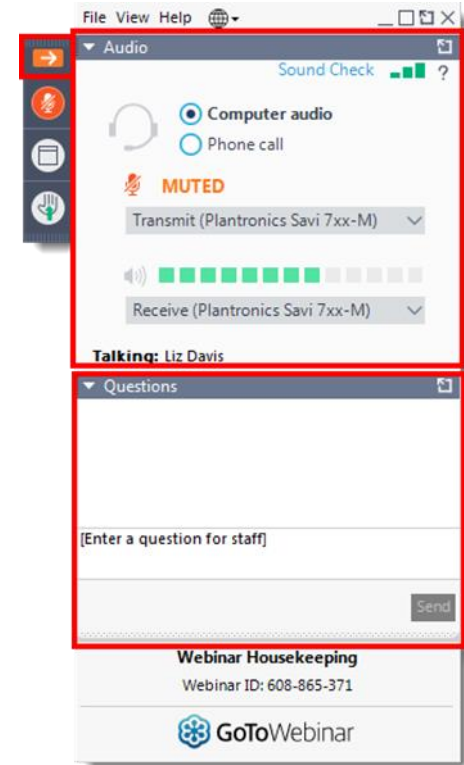 File View Help
Audio
Sound Check ?
Computer audio
Phone call
MUTED
Transmit (Plantronics Savi 7xx-M)
Receive (Plantronics Savi 7xx-M)
Talking: Liz Davis
Questions
[Enter a question for staff]
Send
Webinar Housekeeping
Webinar ID: 608-865-371
GoToWebinar